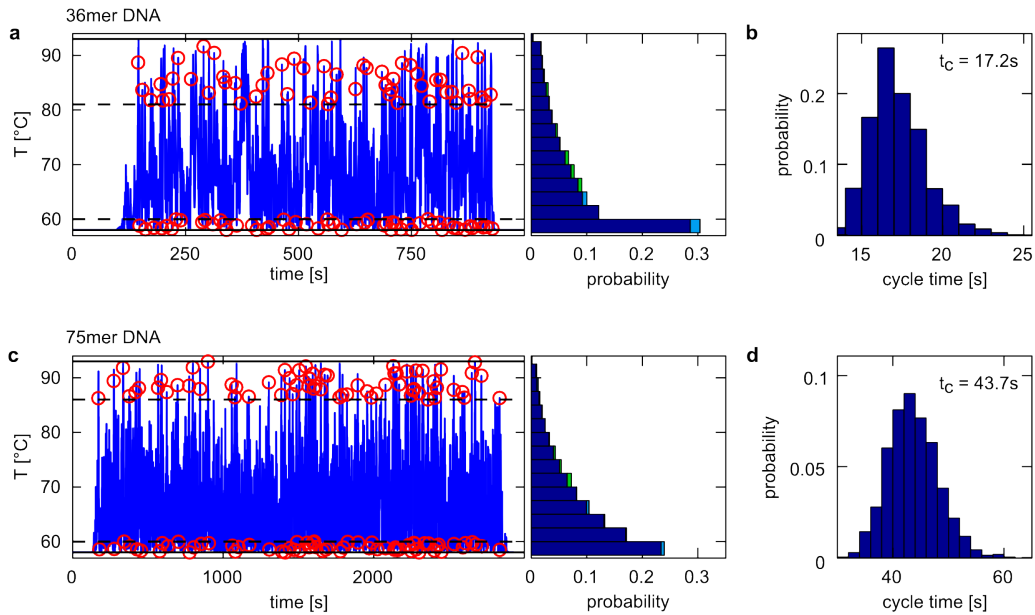 36mer DNA
a
T [°C]
90
80
70
60
0
250
500
750
time [s]
0
0.1
0.2
0.3
probability
b
t_C = 17.2s
probability
0.2
0.1
0
15
20
25
cycle time [s]
75mer DNA
c
T [°C]
90
80
70
60
0
1000
2000
time [s]
0
0.1
0.2
0.3
probability
d
t_C = 43.7s
probability
0.1
0.05
0
40
60
cycle time [s]